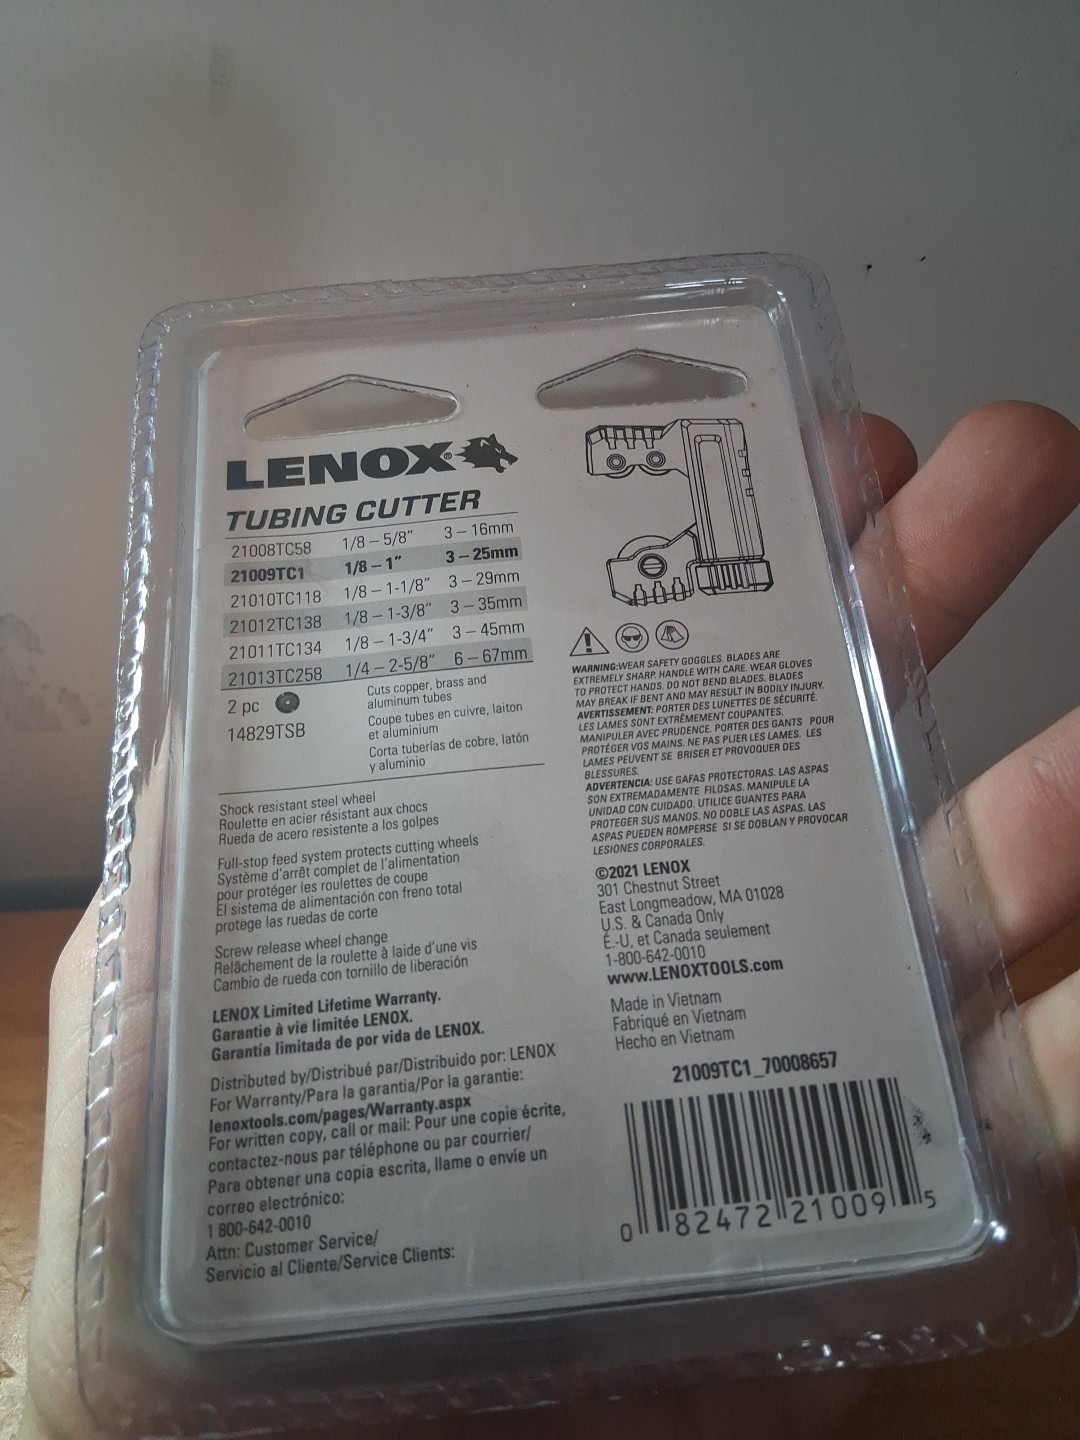 LENOX®
TUBING CUTTER
21008TC58 1/8 – 5/8" 3 – 16mm
21009TC1 1/8 – 1" 3 – 25mm
21010TC118 1/8 – 1-1/8" 3 – 29mm
21012TC138 1/8 – 1-3/8" 3 – 35mm
21011TC134 1/8 – 1-3/4" 3 – 45mm
21013TC258 1/4 – 2-5/8" 6 – 67mm
2 pc
14829TSB
Cuts copper, brass and
aluminum tubes
Coupe tubes en cuivre, laiton
et aluminium
Corta tuberías de cobre, latón
y aluminio
Shock resistant steel wheel
Roulette en acier résistant aux chocs
Rueda de acero resistente a los golpes
Full-stop feed system protects cutting wheels
Système d'arrêt complet de l'alimentation
pour protéger les roulettes de coupe
El sistema de alimentación con freno total
protege las ruedas de corte
Screw release wheel change
Relâchement de la roulette à laide d'une vis
Cambio de rueda con tornillo de liberación
LENOX Limited Lifetime Warranty.
Garantie à vie limitée LENOX.
Garantía limitada de por vida de LENOX.
Distributed by/Distribué par/Distribuido por: LENOX
For Warranty/Para la garantia/Por la garantie:
lenoxtools.com/pages/Warranty.aspx
For written copy, call or mail: Pour une copie écrite,
contactez-nous par téléphone ou par courrier/
Para obtener una copia escrita, llame o envíe un
correo electrónico:
1 800-642-0010
Attn: Customer Service/
Servicio al Cliente/Service Clients:
WARNING:WEAR SAFETY GOGGLES. BLADES ARE
EXTREMELY SHARP. HANDLE WITH CARE. WEAR GLOVES
TO PROTECT HANDS. DO NOT BEND BLADES. BLADES
MAY BREAK IF BENT AND MAY RESULT IN BODILY INJURY.
AVERTISSEMENT: PORTER DES LUNETTES DE SÉCURITÉ.
LES LAMES SONT EXTRÊMEMENT COUPANTES.
MANIPULER AVEC PRUDENCE. PORTER DES GANTS POUR
PROTÉGER VOS MAINS. NE PAS PLIER LES LAMES. LES
LAMES PEUVENT SE BRISER ET PROVOQUER DES
BLESSURES.
ADVERTENCIA: USE GAFAS PROTECTORAS. LAS ASPAS
SON EXTREMADAMENTE FILOSAS. MANIPULE LA
UNIDAD CON CUIDADO. UTILICE GUANTES PARA
PROTEGER SUS MANOS. NO DOBLE LAS ASPAS. LAS
ASPAS PUEDEN ROMPERSE SI SE DOBLAN Y PROVOCAR
LESIONES CORPORALES.
©2021 LENOX
301 Chestnut Street
East Longmeadow, MA 01028
U.S. & Canada Only
É.-U, et Canada seulement
1-800-642-0010
www.LENOXTOOLS.com
Made in Vietnam
Fabriqué en Vietnam
Hecho en Vietnam
21009TC1_70008657
0 82472 21009 5